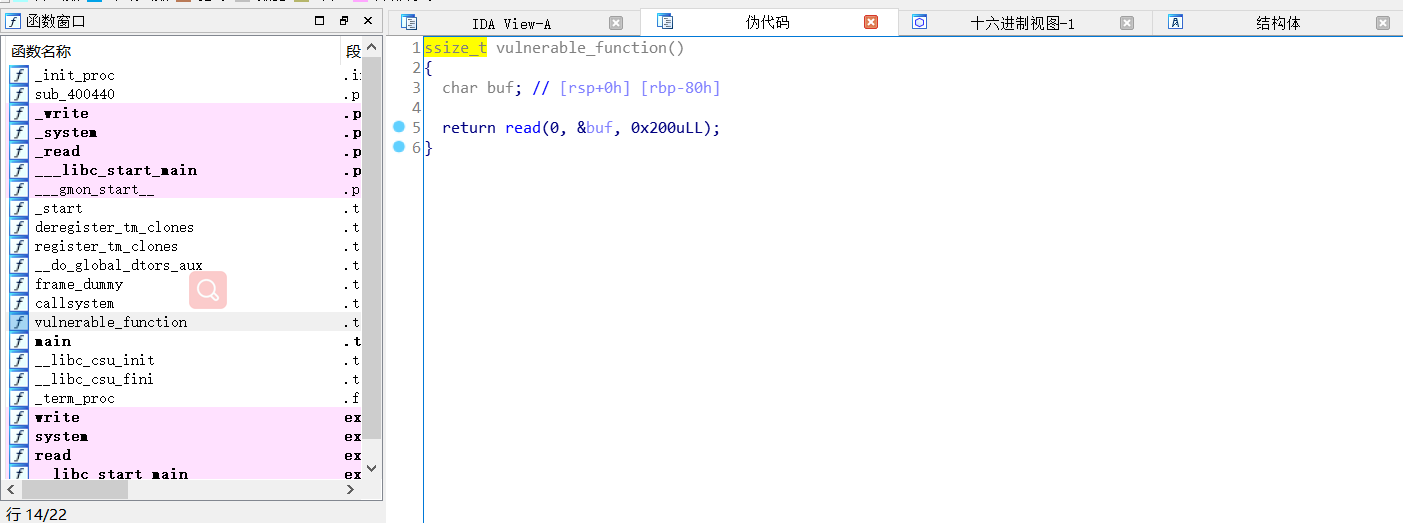 函数窗口
函数名称 段
_init_proc .i
sub_400440 .p
_write .p
_system .p
_read .p
___libc_start_main .p
___gmon_start__ .p
_start .t
deregister_tm_clones .t
register_tm_clones .t
__do_global_dtors_aux .t
frame_dummy .t
callsystem .t
vulnerable_function .t
main .t
__libc_csu_init .t
__libc_csu_fini .t
_term_proc .f
write ex
system ex
read ex
__libc_start_main ex
行 14/22
IDA View-A 伪代码 十六进制视图-1 结构体
1 ssize_t vulnerable_function()
2 {
3 char buf; // [rsp+0h] [rbp-80h]
4
5 return read(0, &buf, 0x200uLL);
6 }